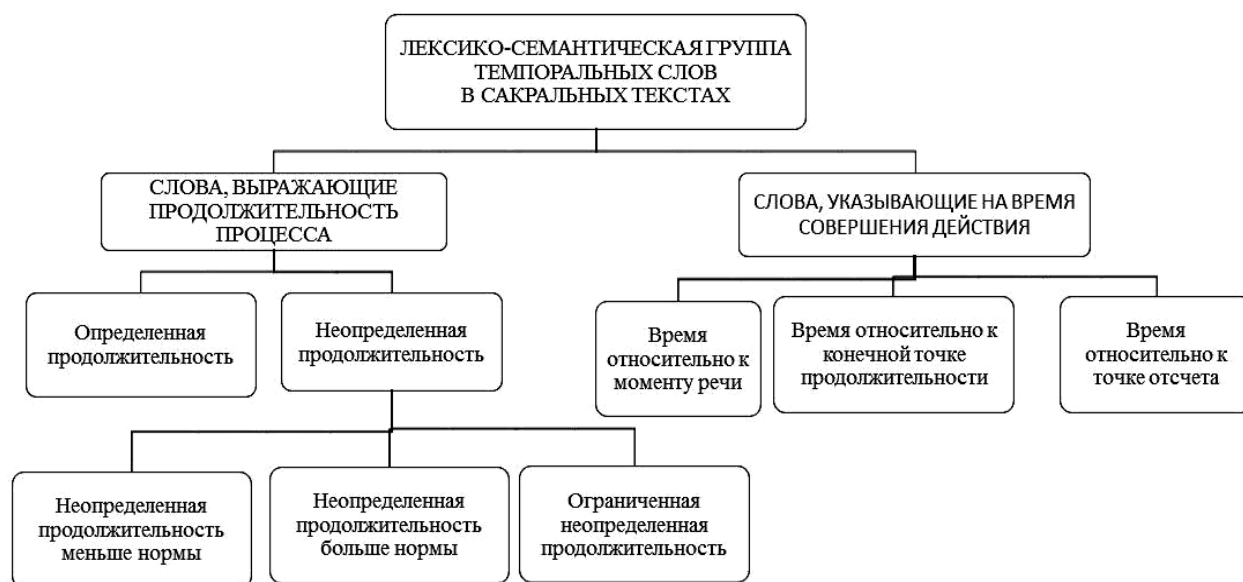 ЛЕКСИКО-СЕМАНТИЧЕСКАЯ ГРУППА
ТЕМПОРАЛЬНЫХ СЛОВ
В САКРАЛЬНЫХ ТЕКСТАХ
СЛОВА, ВЫРАЖАЮЩИЕ
ПРОДОЛЖИТЕЛЬНОСТЬ
ПРОЦЕССА
СЛОВА, УКАЗЫВАЮЩИЕ НА ВРЕМЯ
СОВЕРШЕНИЯ ДЕЙСТВИЯ
Определенная
продолжительность
Неопределенная
продолжительность
Время
относительно к
моменту речи
Время относительно к
конечной точке
продолжительности
Время
относительно к
точке отсчета
Неопределенная
продолжительность
меньше нормы
Неопределенная
продолжительность
больше нормы
Ограниченная
неопределенная
продолжительность